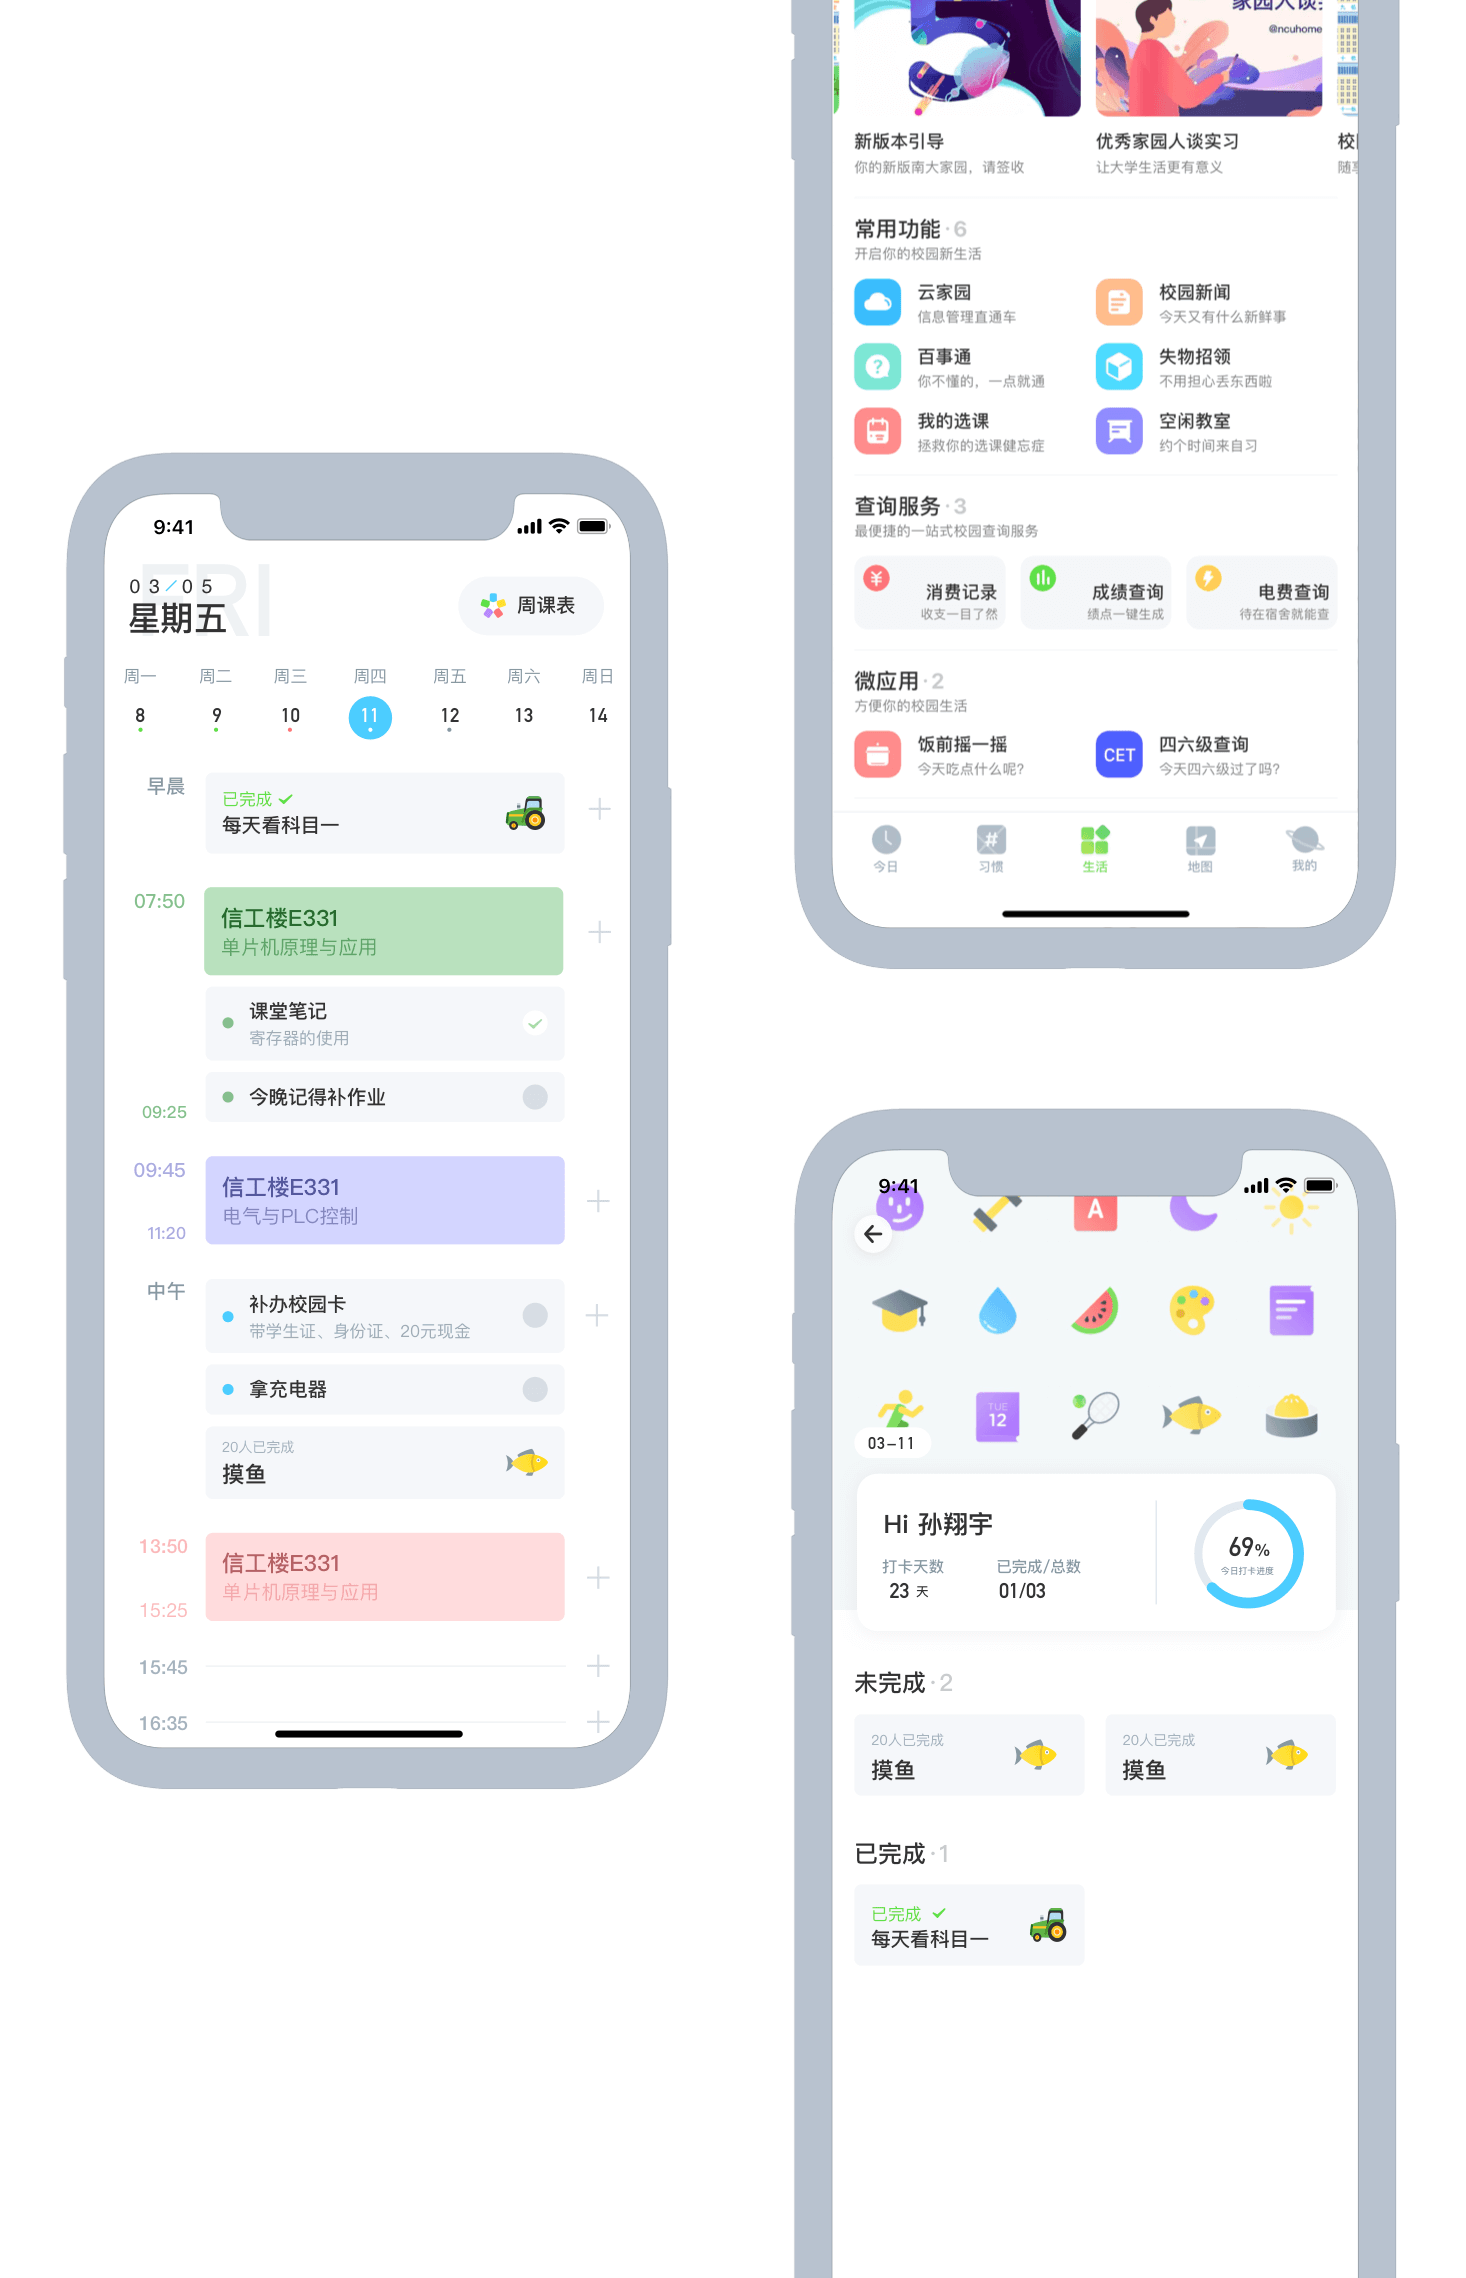 家园人谈实
@ncuhome
新版本引导
你的新版南大家园，请签收
优秀家园人谈实习
让大学生活更有意义
常用功能·6
开启你的校园新生活
云家园
信息管理直通车
校园新闻
今天又有什么新鲜事
百事通
你不懂的，一点就通
失物招领
不用担心丢东西啦
我的选课
拯救你的选课健忘症
空闲教室
约个时间来自习
查询服务·3
最便捷的一站式校园查询服务
消费记录
收支一目了然
成绩查询
绩点一键生成
电费查询
待在宿舍就能查
微应用·2
方便你的校园生活
饭前摇一摇
今天吃点什么呢?
CET
四六级查询
今天四六级过了吗?
今日
习惯
生活
地图
我的
9:41
FRI
03/05
星期五
周课表
周一 周二 周三 周四 周五 周六 周日
8 9 10 11 12 13 14
早晨
已完成
每天看科目一
07:50
信工楼E331
单片机原理与应用
课堂笔记
寄存器的使用
今晚记得补作业
09:25
09:45
信工楼E331
电气与PLC控制
11:20
中午
补办校园卡
带学生证、身份证、20元现金
拿充电器
20人已完成
摸鱼
13:50
信工楼E331
单片机原理与应用
15:25
15:45
16:35
9:41
A
TUE
12
03–11
Hi 孙翔宇
打卡天数
23 天
已完成/总数
01/03
69%
今日打卡进度
未完成·2
20人已完成
摸鱼
20人已完成
摸鱼
已完成·1
已完成
每天看科目一